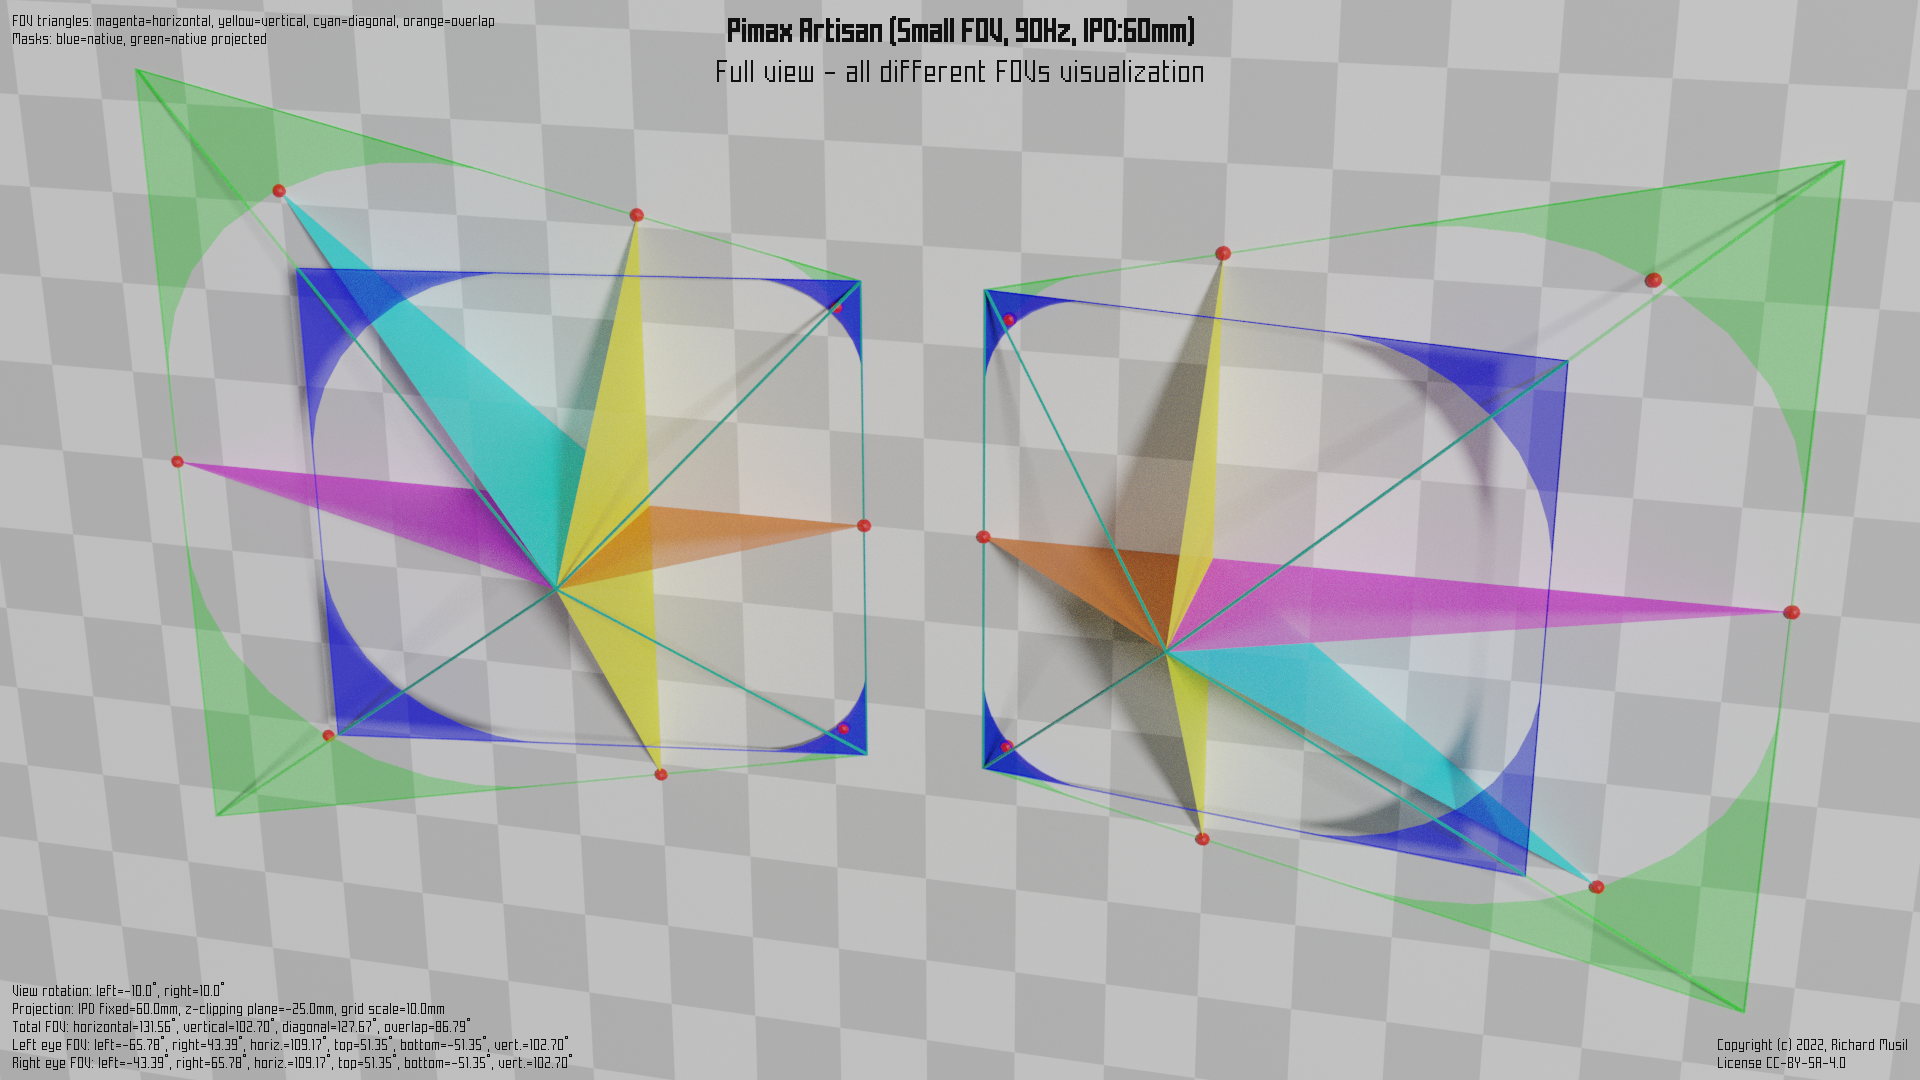 FOV triangles: magenta=horizontal, yellow=vertical, cyan=diagonal, orange=overlap
Masks: blue=native, green=native projected
Pimax Artisan (Small FOV, 90Hz, IPD:60mm)
Full view - all different FOVs visualization
View rotation: left=-10.0°, right=10.0°
Projection: IPD fixed=60.0mm, z-clipping plane=-25.0mm, grid scale=10.0mm
Total FOV: horizontal=131.56°, vertical=102.70°, diagonal=127.67°, overlap=86.79°
Left eye FOV: left=-65.78°, right=43.39°, horiz.=109.17°, top=51.35°, bottom=-51.35°, vert.=102.70°
Right eye FOV: left=-43.39°, right=65.78°, horiz.=109.17°, top=51.35°, bottom=-51.35°, vert.=102.70°
Copyright (c) 2022, Richard Musil
License CC-BY-SA-4.0